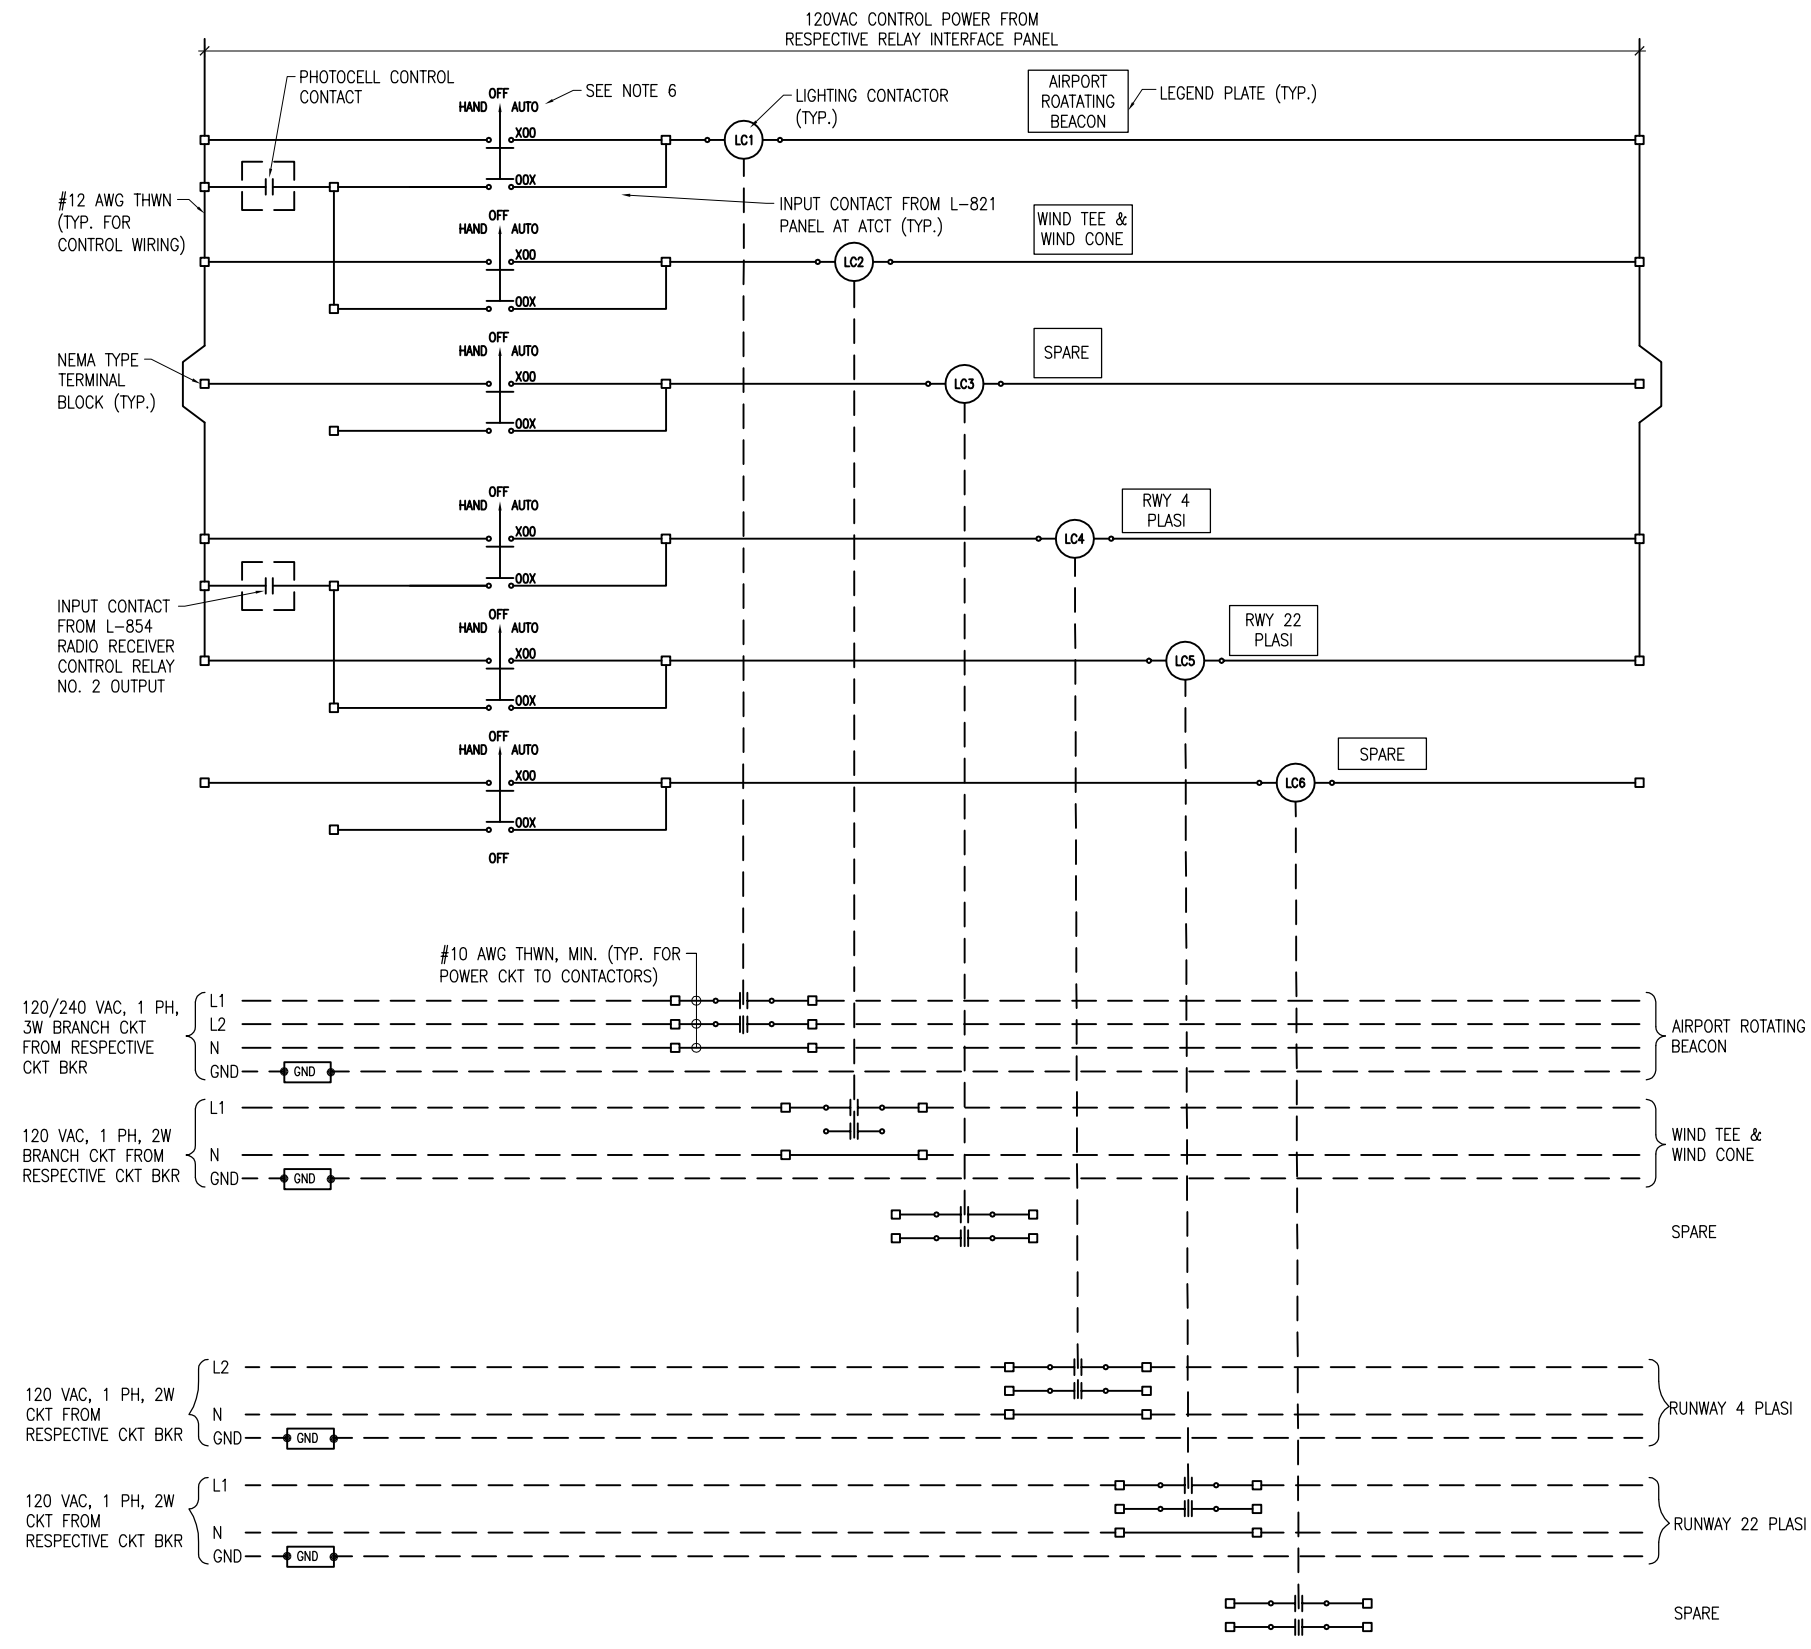 120VAC CONTROL POWER FROM
RESPECTIVE RELAY INTERFACE PANEL
PHOTOCELL CONTROL
CONTACT
OFF
HAND AUTO
SEE NOTE 6
LIGHTING CONTACTOR
(TYP.)
AIRPORT
ROATATING
BEACON
LEGEND PLATE (TYP.)
X00
LC1
00X
#12 AWG THWN
(TYP. FOR
CONTROL WIRING)
INPUT CONTACT FROM L-821
PANEL AT ATCT (TYP.)
OFF
HAND AUTO
WIND TEE &
WIND CONE
X00
LC2
00X
OFF
HAND AUTO
SPARE
NEMA TYPE
TERMINAL
BLOCK (TYP.)
X00
LC3
00X
OFF
HAND AUTO
RWY 4
PLASI
X00
LC4
00X
INPUT CONTACT
FROM L-854
RADIO RECEIVER
CONTROL RELAY
NO. 2 OUTPUT
OFF
HAND AUTO
RWY 22
PLASI
X00
LC5
00X
OFF
HAND AUTO
SPARE
X00
LC6
00X
OFF
#10 AWG THWN, MIN. (TYP. FOR
POWER CKT TO CONTACTORS)
120/240 VAC, 1 PH,
3W BRANCH CKT
FROM RESPECTIVE
CKT BKR
L1
L2
N
GND
GND
AIRPORT ROTATING
BEACON
120 VAC, 1 PH, 2W
BRANCH CKT FROM
RESPECTIVE CKT BKR
L1
N
GND
GND
WIND TEE &
WIND CONE
SPARE
120 VAC, 1 PH, 2W
CKT FROM
RESPECTIVE CKT BKR
L2
N
GND
GND
RUNWAY 4 PLASI
120 VAC, 1 PH, 2W
CKT FROM
RESPECTIVE CKT BKR
L1
N
GND
GND
RUNWAY 22 PLASI
SPARE